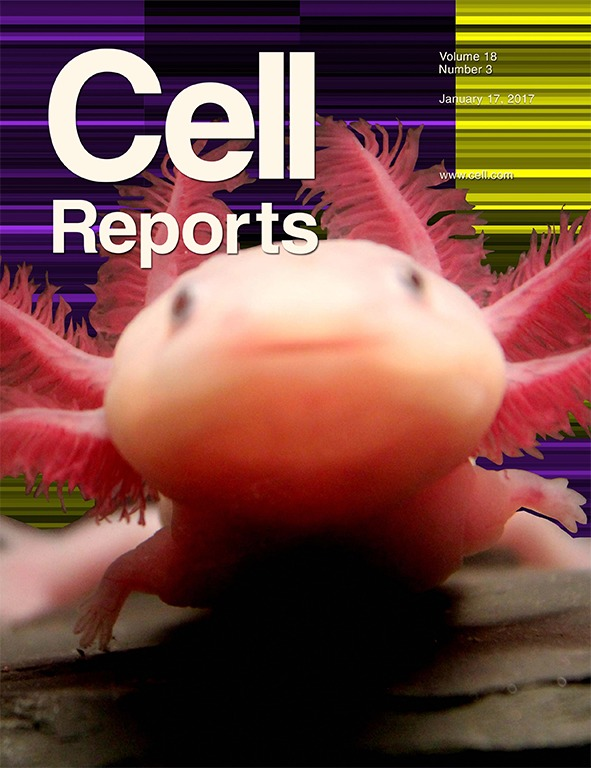 Cell
Reports
Volume 18
Number 3
January 17, 2017
www.cell.com